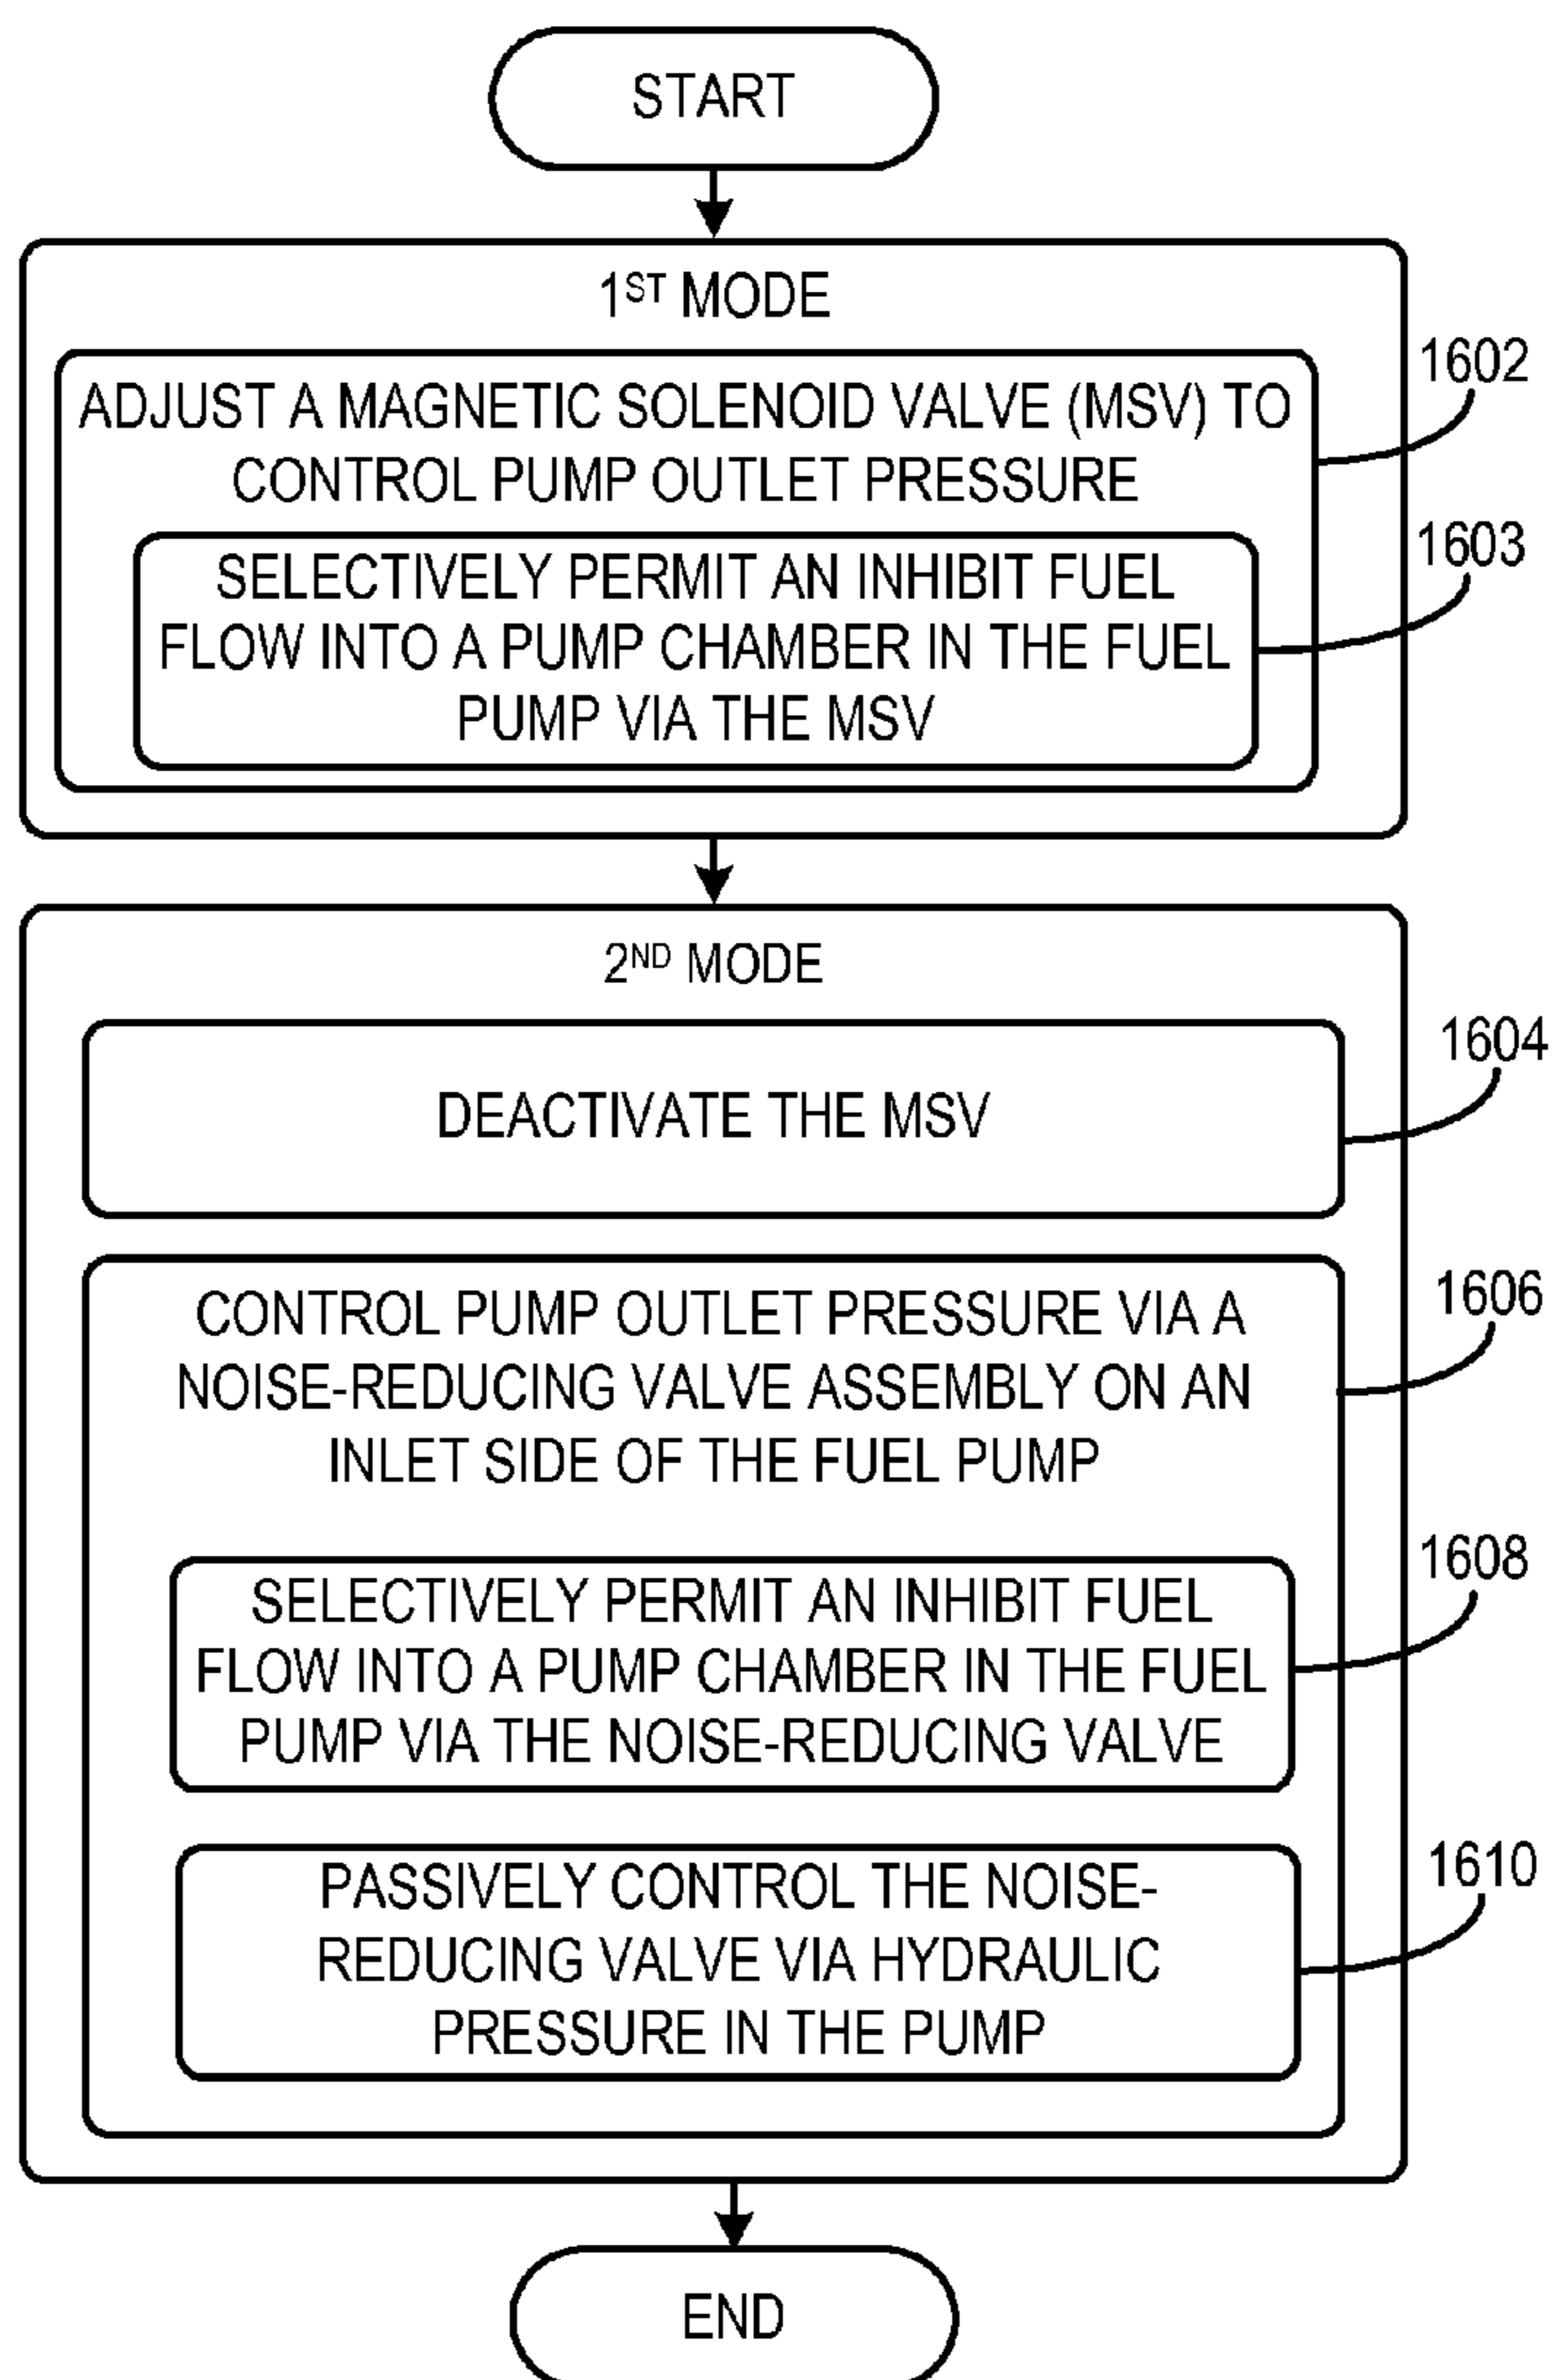 START
1ST MODE
ADJUST A MAGNETIC SOLENOID VALVE (MSV) TO
CONTROL PUMP OUTLET PRESSURE
1602
SELECTIVELY PERMIT AN INHIBIT FUEL
FLOW INTO A PUMP CHAMBER IN THE FUEL
PUMP VIA THE MSV
1603
2ND MODE
DEACTIVATE THE MSV
1604
CONTROL PUMP OUTLET PRESSURE VIA A
NOISE-REDUCING VALVE ASSEMBLY ON AN
INLET SIDE OF THE FUEL PUMP
1606
SELECTIVELY PERMIT AN INHIBIT FUEL
FLOW INTO A PUMP CHAMBER IN THE FUEL
PUMP VIA THE NOISE-REDUCING VALVE
1608
PASSIVELY CONTROL THE NOISE-
REDUCING VALVE VIA HYDRAULIC
PRESSURE IN THE PUMP
1610
END